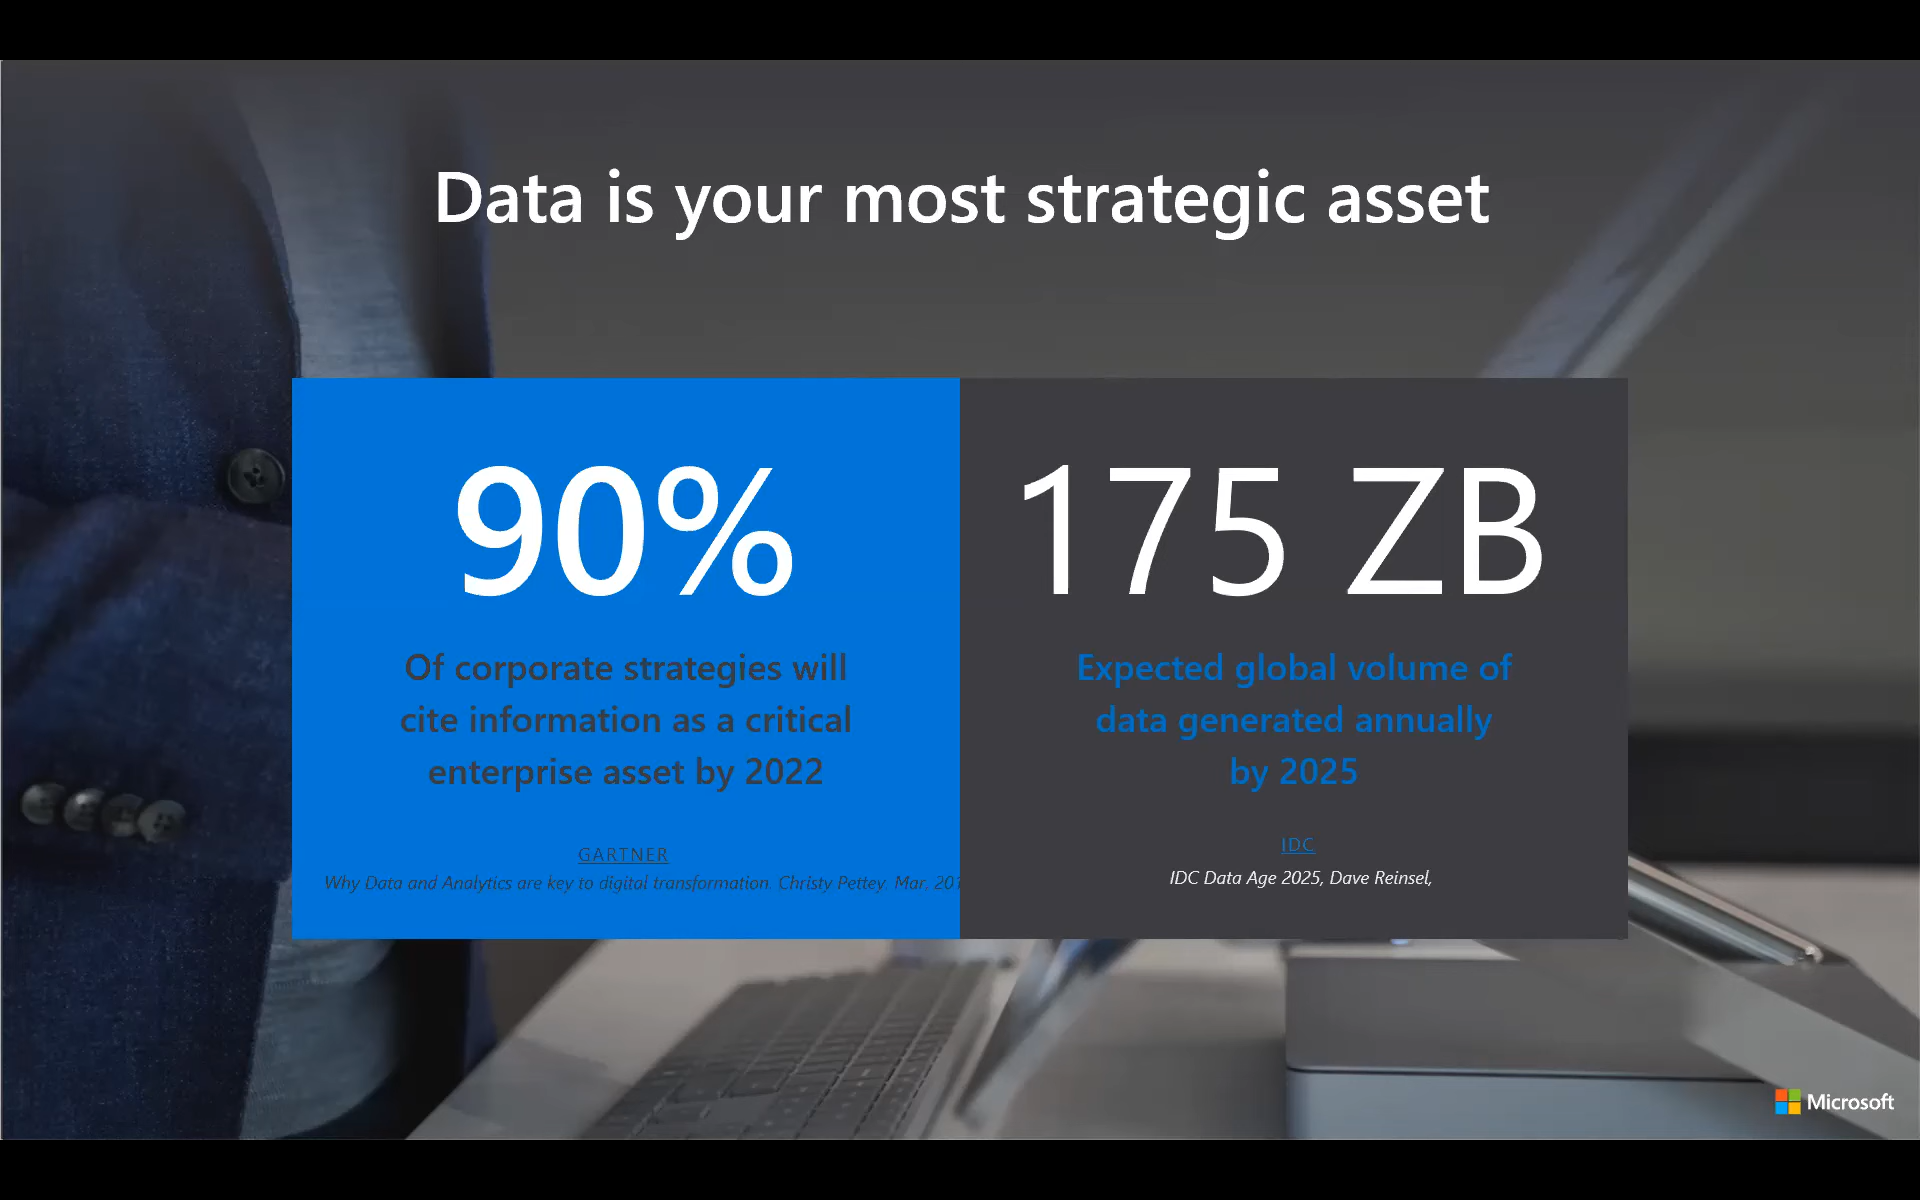 Data is your most strategic asset
90%
Of corporate strategies will
cite information as a critical
enterprise asset by 2022
GARTNER
Why Data and Analytics are key to digital transformation. Christy Pettey. Mar, 201
175 ZB
Expected global volume of
data generated annually
by 2025
IDC
IDC Data Age 2025, Dave Reinsel,
Microsoft